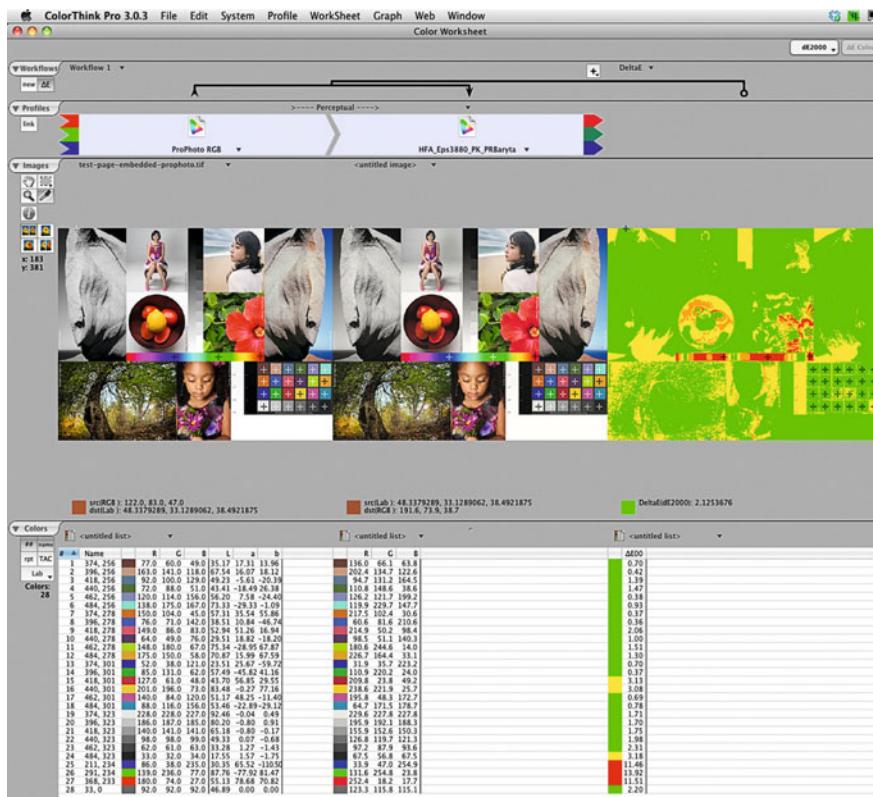 ColorThink Pro 3.0.3 File Edit System Profile WorkSheet Graph Web Window
Color Worksheet
dE2000
Workflows Workflow 1 DeltaE
new ΔE
Profiles >---- Perceptual ---->
link
ProPhoto RGB HFA_Eps3880_PK_PRBaryta
Images test-page-embedded-prophoto.tif <untitled image>
x: 183
y: 381
src(RGB ): 122.0, 83.0, 47.0 src(Lab ): 48.3379289, 33.1289062, 38.4921875 DeltaE(dE2000): 2.1253676
dst(Lab ): 48.3379289, 33.1289062, 38.4921875 dst(RGB ): 191.6, 73.9, 38.7
Colors <untitled list> <untitled list> <untitled list>
rpt TAC
Lab
Colors:
28
# Name R G B L a b R G B ΔE00
1 374, 256 77.0 60.0 49.0 35.17 17.31 13.96 136.0 66.1 63.8 0.70
2 396, 256 163.0 141.0 118.0 67.54 16.07 18.12 202.4 134.7 122.6 0.42
3 418, 256 92.0 100.0 129.0 49.23 -5.61 -20.39 94.7 131.2 164.5 1.39
4 440, 256 72.0 88.0 51.0 43.41 -18.49 26.38 110.8 148.6 38.6 1.47
5 462, 256 120.0 114.0 156.0 56.20 7.58 -24.40 126.2 121.7 199.2 0.38
6 484, 256 138.0 175.0 167.0 73.33 -29.33 -1.09 119.9 229.7 147.7 0.93
7 374, 278 150.0 104.0 45.0 57.31 35.54 55.86 217.5 102.4 30.6 0.37
8 396, 278 76.0 71.0 142.0 38.51 10.84 -46.74 60.6 81.6 210.6 0.36
9 418, 278 149.0 86.0 83.0 52.94 51.26 16.94 214.9 50.2 98.4 2.06
10 440, 278 64.0 49.0 76.0 29.51 18.82 -18.20 98.5 51.1 140.3 1.00
11 462, 278 148.0 180.0 67.0 75.34 -28.95 67.87 180.6 244.6 14.0 1.51
12 484, 278 175.0 150.0 58.0 70.87 15.99 67.59 226.7 164.4 33.1 1.30
13 374, 301 52.0 38.0 121.0 23.51 25.67 -59.72 31.9 35.7 223.2 0.70
14 396, 301 85.0 131.0 62.0 57.49 -45.82 41.16 110.9 220.2 24.0 0.37
15 418, 301 127.0 61.0 48.0 43.70 56.85 29.55 209.8 23.8 49.2 3.13
16 440, 301 201.0 196.0 73.0 83.48 -0.27 77.16 238.6 221.9 25.7 3.08
17 462, 301 140.0 84.0 120.0 51.17 48.25 -11.40 195.8 48.3 172.7 0.69
18 484, 301 88.0 116.0 156.0 53.46 -22.89 -29.12 64.7 171.5 178.7 0.78
19 374, 323 228.0 228.0 227.0 92.46 -0.04 0.49 229.6 227.8 227.8 1.71
20 396, 323 186.0 187.0 185.0 80.20 -0.80 0.91 195.9 192.1 188.3 1.70
21 418, 323 140.0 141.0 141.0 65.18 -0.80 -0.17 155.9 152.6 150.3 1.75
22 440, 323 98.0 98.0 99.0 49.33 0.07 -0.68 126.8 119.7 121.3 1.98
23 462, 323 62.0 61.0 63.0 33.28 1.27 -1.43 97.2 87.9 93.6 2.31
24 484, 323 33.0 32.0 34.0 17.55 1.57 -1.75 67.5 56.8 67.5 3.18
25 211, 234 86.0 38.0 235.0 30.35 65.52 -110.50 33.9 47.0 254.9 11.46
26 291, 234 139.0 236.0 77.0 87.76 -77.92 81.47 131.6 254.8 23.8 13.92
27 368, 233 180.0 74.0 27.0 55.13 78.68 70.82 252.4 18.2 17.7 11.51
28 33, 0 92.0 92.0 92.0 46.89 0.00 0.00 123.3 115.8 115.1 2.20